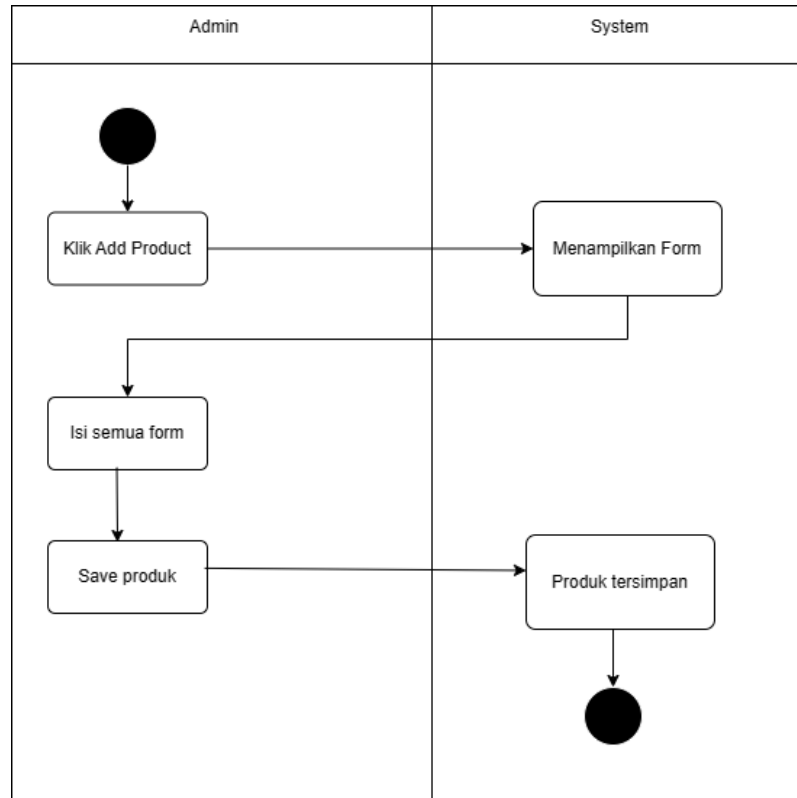 Admin
System
Klik Add Product
Menampilkan Form
Isi semua form
Save produk
Produk tersimpan